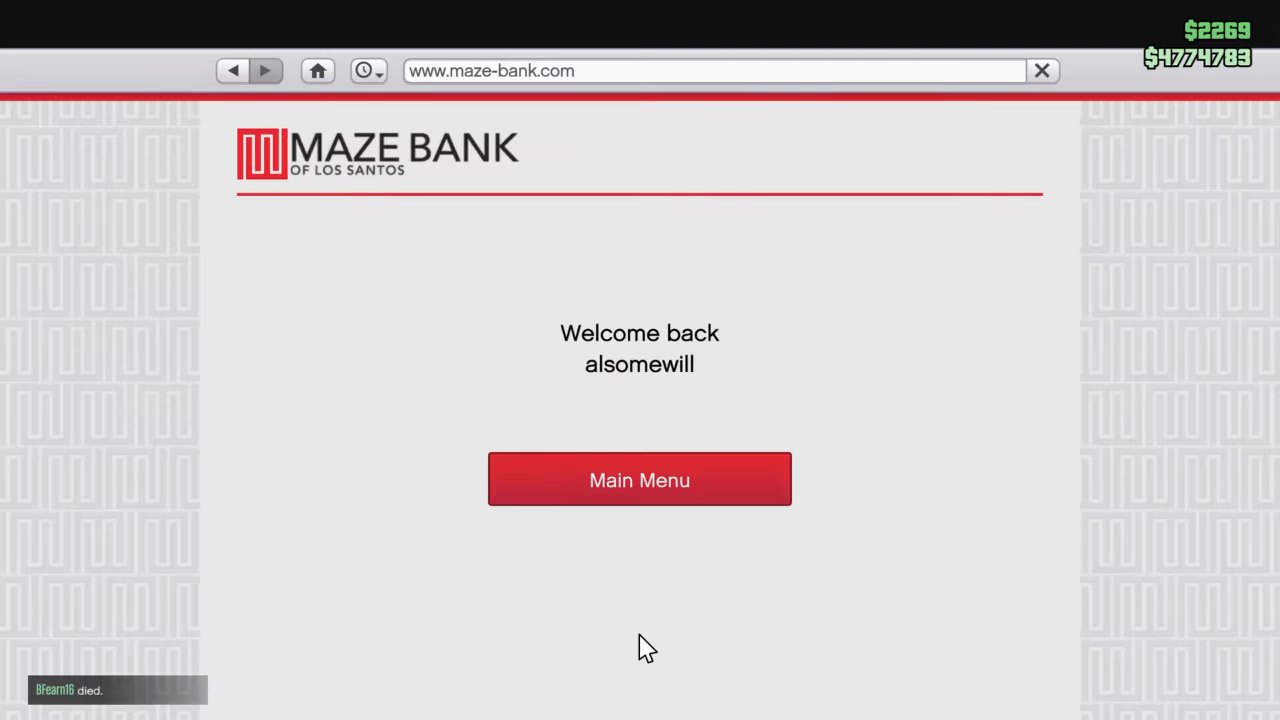 $2269
$4774783
www.maze-bank.com
MAZE BANK
OF LOS SANTOS
Welcome back
alsomewill
Main Menu
BFearn16 died.